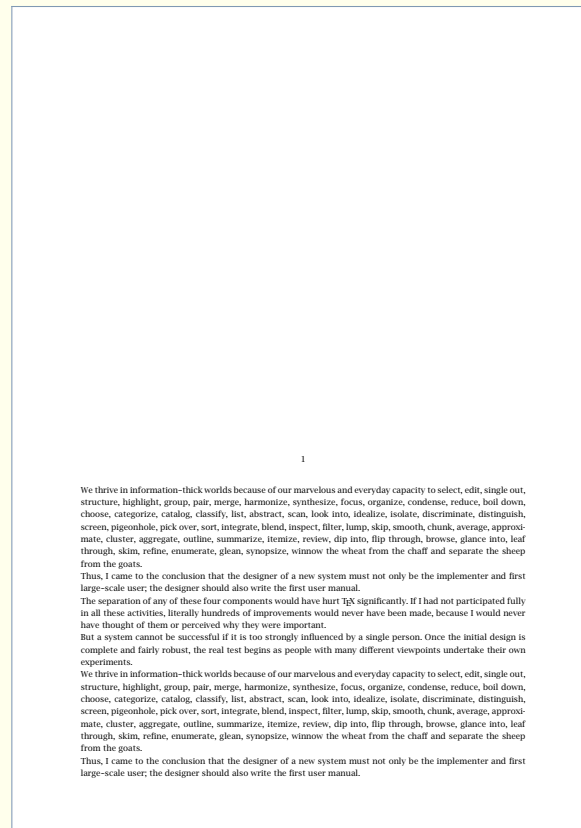 1
We thrive in information–thick worlds because of our marvelous and everyday capacity to select, edit, single out,
structure, highlight, group, pair, merge, harmonize, synthesize, focus, organize, condense, reduce, boil down,
choose, categorize, catalog, classify, list, abstract, scan, look into, idealize, isolate, discriminate, distinguish,
screen, pigeonhole, pick over, sort, integrate, blend, inspect, filter, lump, skip, smooth, chunk, average, approxi-
mate, cluster, aggregate, outline, summarize, itemize, review, dip into, flip through, browse, glance into, leaf
through, skim, refine, enumerate, glean, synopsize, winnow the wheat from the chaff and separate the sheep
from the goats.
Thus, I came to the conclusion that the designer of a new system must not only be the implementer and first
large–scale user; the designer should also write the first user manual.
The separation of any of these four components would have hurt TEX significantly. If I had not participated fully
in all these activities, literally hundreds of improvements would never have been made, because I would never
have thought of them or perceived why they were important.
But a system cannot be successful if it is too strongly influenced by a single person. Once the initial design is
complete and fairly robust, the real test begins as people with many different viewpoints undertake their own
experiments.
We thrive in information–thick worlds because of our marvelous and everyday capacity to select, edit, single out,
structure, highlight, group, pair, merge, harmonize, synthesize, focus, organize, condense, reduce, boil down,
choose, categorize, catalog, classify, list, abstract, scan, look into, idealize, isolate, discriminate, distinguish,
screen, pigeonhole, pick over, sort, integrate, blend, inspect, filter, lump, skip, smooth, chunk, average, approxi-
mate, cluster, aggregate, outline, summarize, itemize, review, dip into, flip through, browse, glance into, leaf
through, skim, refine, enumerate, glean, synopsize, winnow the wheat from the chaff and separate the sheep
from the goats.
Thus, I came to the conclusion that the designer of a new system must not only be the implementer and first
large–scale user; the designer should also write the first user manual.